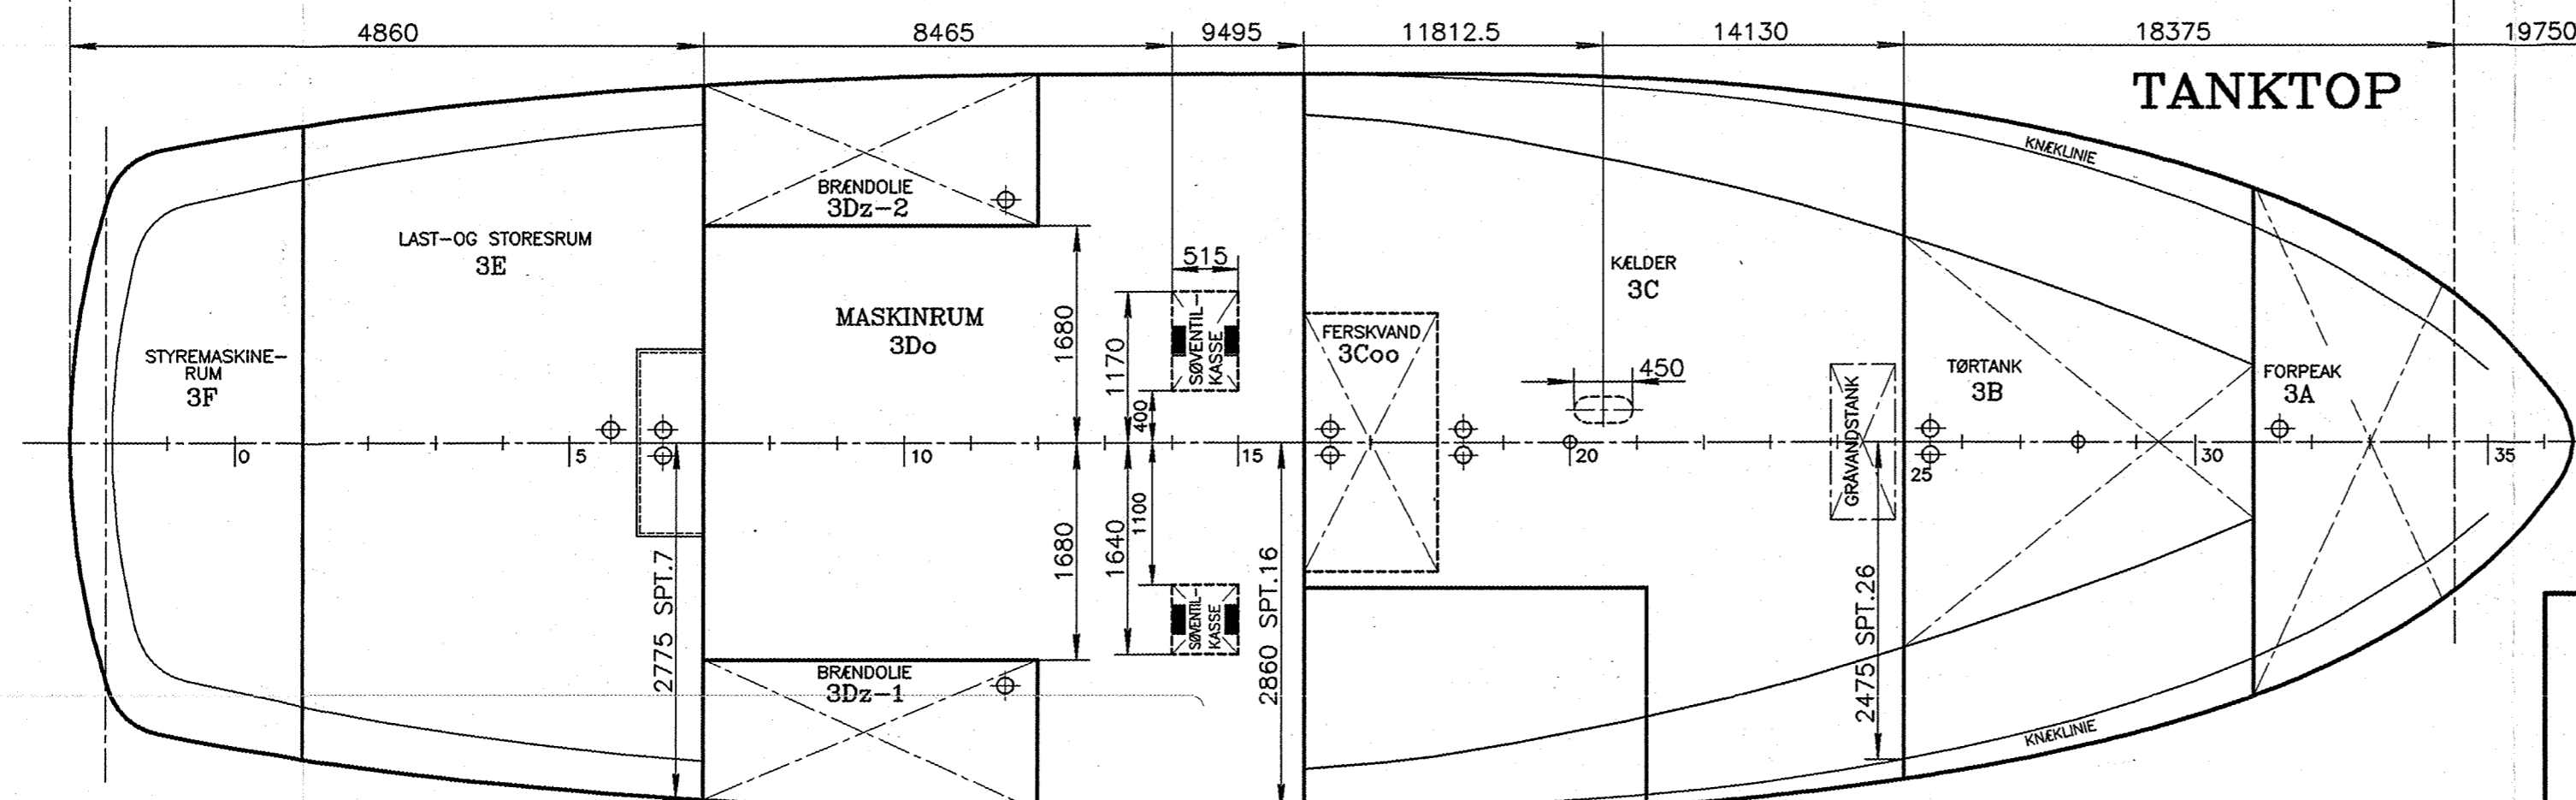 4860
8465
9495
11812.5
14130
18375
19750
TANKTOP
KNÆKLINIE
BRÆNDOLIE
3Dz-2
LAST-OG STORESRUM
3E
515
KÆLDER
3C
MASKINRUM
3Do
1680
1170
SØVENTIL-
KASSE
FERSKVAND
3Coo
STYREMASKINE-
RUM
3F
450
TØRTANK
3B
FORPEAK
3A
400
GRÅVANDSTANK
0
5
10
15
20
25
30
35
1100
1680
1640
2775 SPT.7
2860 SPT.16
2475 SPT.26
SØVENTIL-
KASSE
BRÆNDOLIE
3Dz-1
KNÆKLINIE